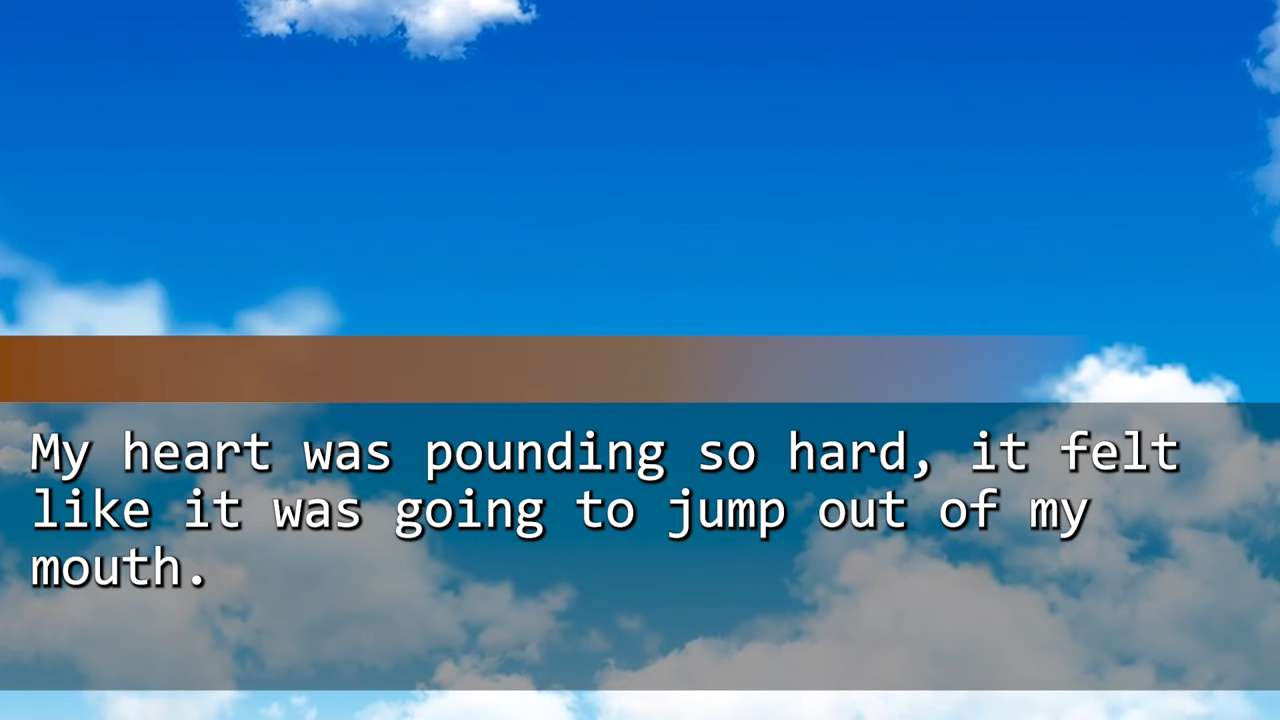 My heart was pounding so hard, it felt
like it was going to jump out of my
mouth.